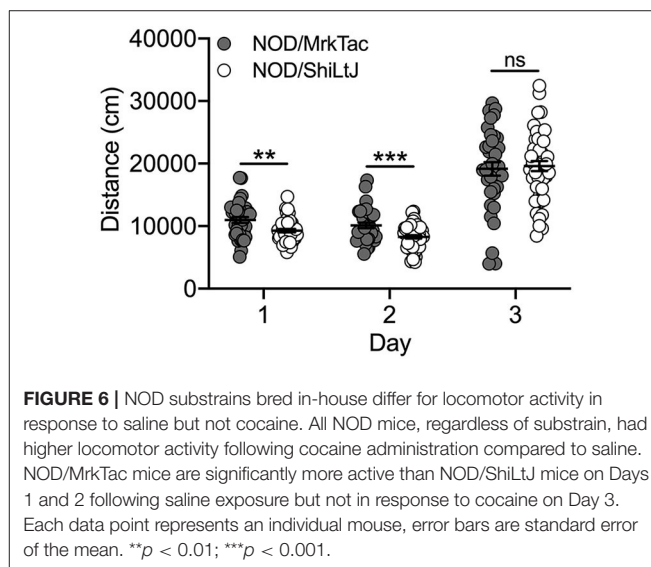 40000
NOD/MrkTac
NOD/ShiLtJ
ns
30000
**
***
Distance (cm)
20000
10000
0
1 2 3
Day
FIGURE 6 | NOD substrains bred in-house differ for locomotor activity in
response to saline but not cocaine. All NOD mice, regardless of substrain, had
higher locomotor activity following cocaine administration compared to saline.
NOD/MrkTac mice are significantly more active than NOD/ShiLtJ mice on Days
1 and 2 following saline exposure but not in response to cocaine on Day 3.
Each data point represents an individual mouse, error bars are standard error
of the mean. **p < 0.01; ***p < 0.001.